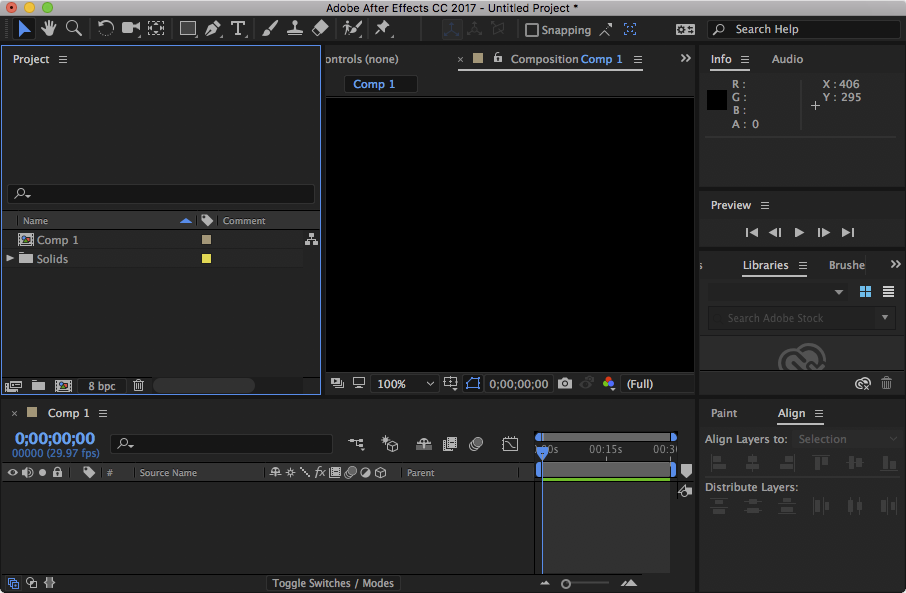 Adobe After Effects CC 2017 - Untitled Project *
Snapping
Search Help
Project
ontrols (none)
× Composition Comp 1
Info
Audio
Comp 1
R :
G :
B :
A : 0
X : 406
Y : 295
Preview
Name
Comment
Comp 1
Solids
s
Libraries
Brushe
Search Adobe Stock
8 bpc
100%
0;00;00;00
(Full)
× Comp 1
Paint
Align
0;00;00;00
00000 (29.97 fps)
Align Layers to:
Selection
:00s
00:15s
00:30
#
Source Name
fx
Parent
Distribute Layers:
Toggle Switches / Modes